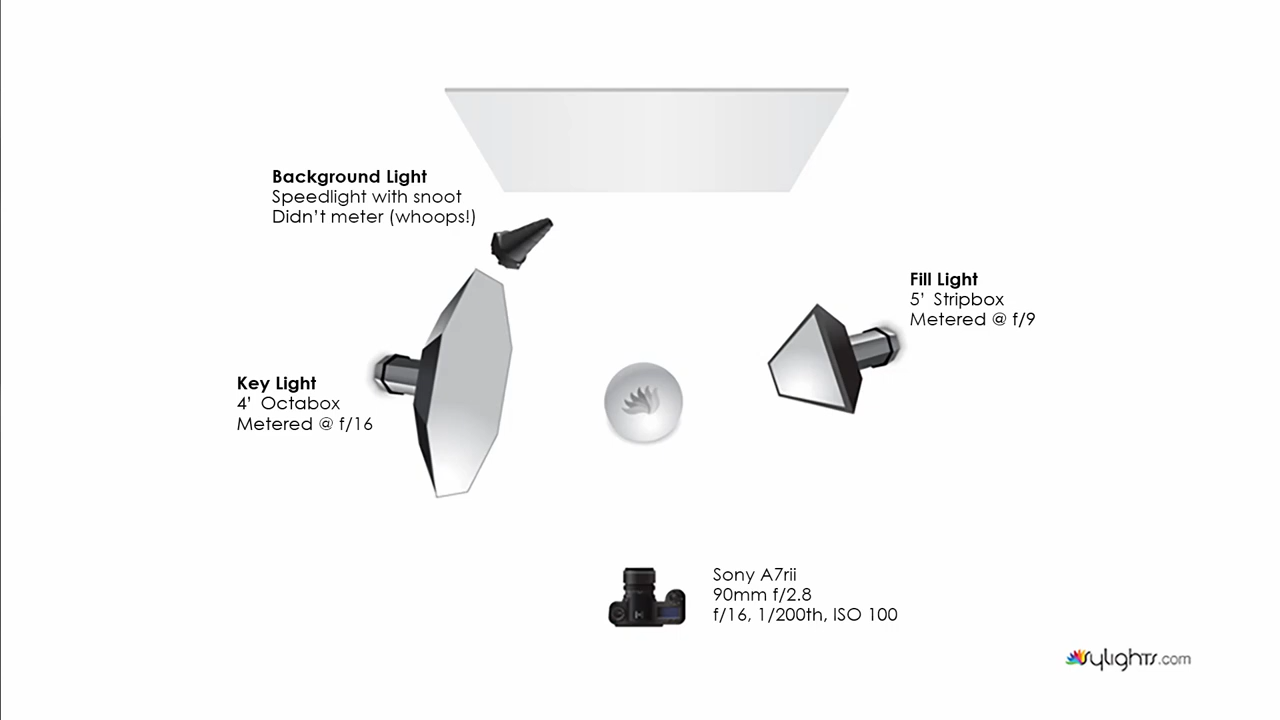 Background Light
Speedlight with snoot
Didn't meter (whoops!)
Fill Light
5' Stripbox
Metered @ f/9
Key Light
4' Octabox
Metered @ f/16
Sony A7rii
90mm f/2.8
f/16, 1/200th, ISO 100
sylights.com